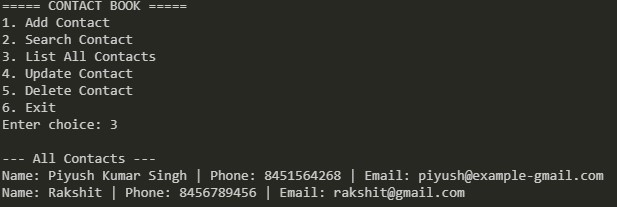 ===== CONTACT BOOK =====
1. Add Contact
2. Search Contact
3. List All Contacts
4. Update Contact
5. Delete Contact
6. Exit
Enter choice: 3
--- All Contacts ---
Name: Piyush Kumar Singh | Phone: 8451564268 | Email: piyush@example-gmail.com
Name: Rakshit | Phone: 8456789456 | Email: rakshit@gmail.com